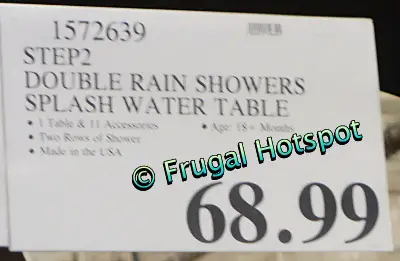 1572639
STEP2
DOUBLE RAIN SHOWERS
SPLASH WATER TABLE
• 1 Table & 11 Accessories • Age: 18+ Months
• Two Rows of Shower
• Made in the USA
© Frugal Hotspot
68.99